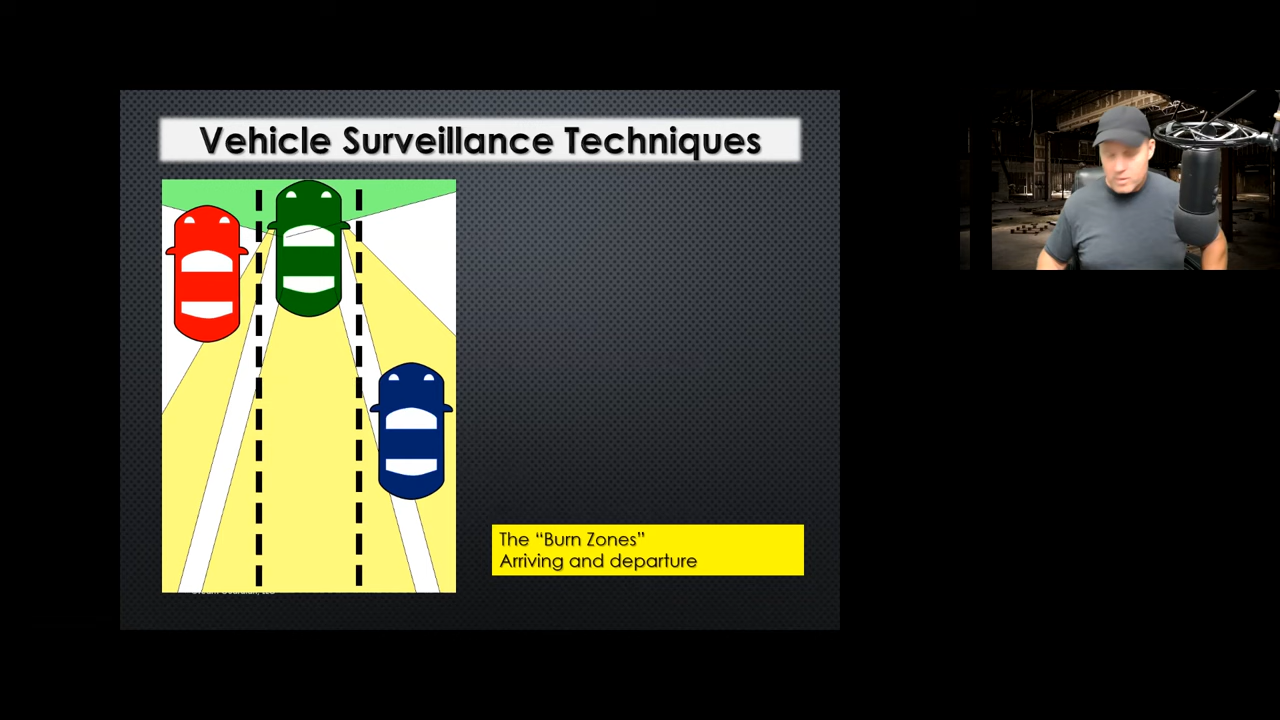 Vehicle Surveillance Techniques
The “Burn Zones”
Arriving and departure